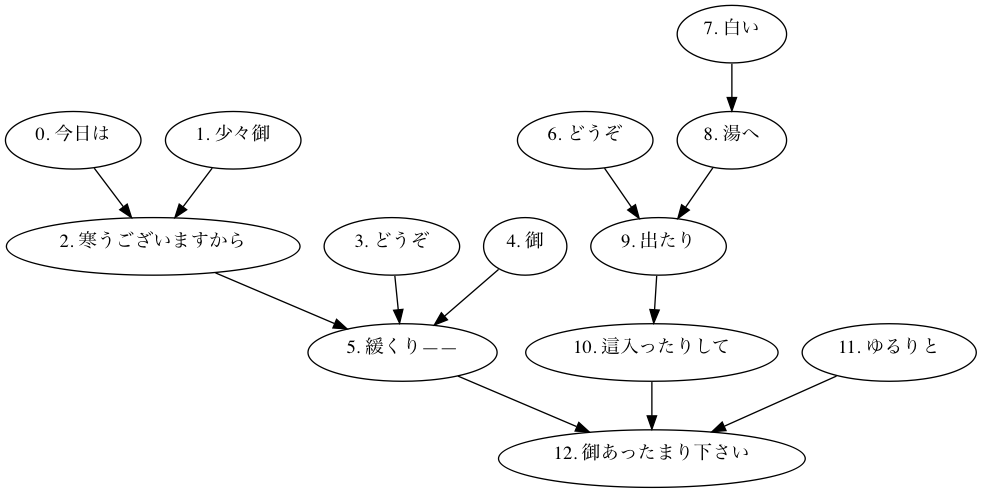 0. 今日は
1. 少々御
2. 寒うございますから
3. どうぞ
4. 御
5. 緩くり——
6. どうぞ
7. 白い
8. 湯へ
9. 出たり
10. 這入ったりして
11. ゆるりと
12. 御あったまり下さい